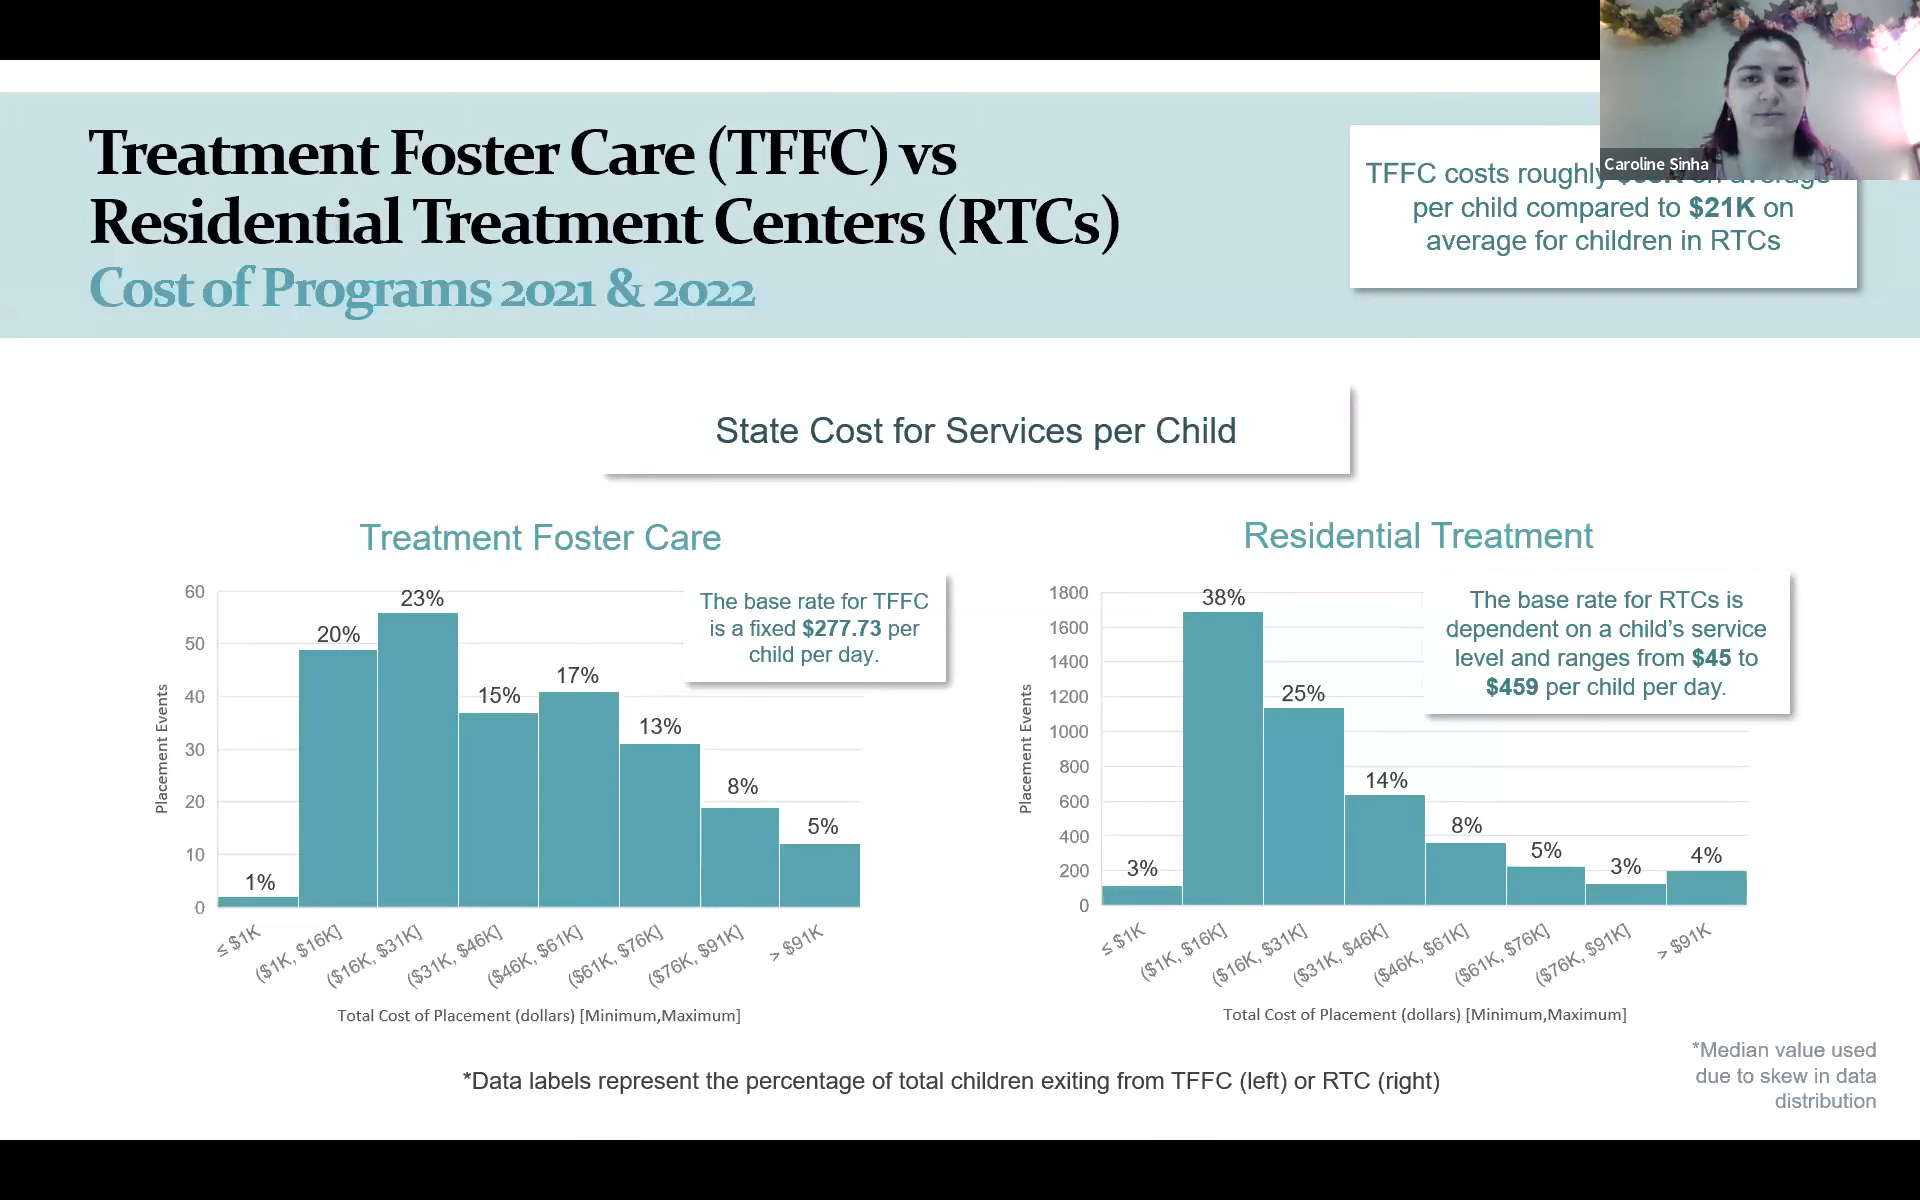 Caroline Sinha
Treatment Foster Care (TFFC) vs
Residential Treatment Centers (RTCs)
Cost of Programs 2021 & 2022
TFFC costs roughly on average
per child compared to $21K on
average for children in RTCs
State Cost for Services per Child
Treatment Foster Care
The base rate for TFFC
is a fixed $277.73 per
child per day.
Placement Events
60
50
40
30
20
10
0
1%
20%
23%
15%
17%
13%
8%
5%
≤ $1K
($1K, $16K]
($16K, $31K]
($31K, $46K]
($46K, $61K]
($61K, $76K]
($76K, $91K]
> $91K
Total Cost of Placement (dollars) [Minimum,Maximum]
Residential Treatment
The base rate for RTCs is
dependent on a child’s service
level and ranges from $45 to
$459 per child per day.
Placement Events
1800
1600
1400
1200
1000
800
600
400
200
0
3%
38%
25%
14%
8%
5%
3%
4%
≤ $1K
($1K, $16K]
($16K, $31K]
($31K, $46K]
($46K, $61K]
($61K, $76K]
($76K, $91K]
> $91K
Total Cost of Placement (dollars) [Minimum,Maximum]
*Data labels represent the percentage of total children exiting from TFFC (left) or RTC (right)
*Median value used
due to skew in data
distribution